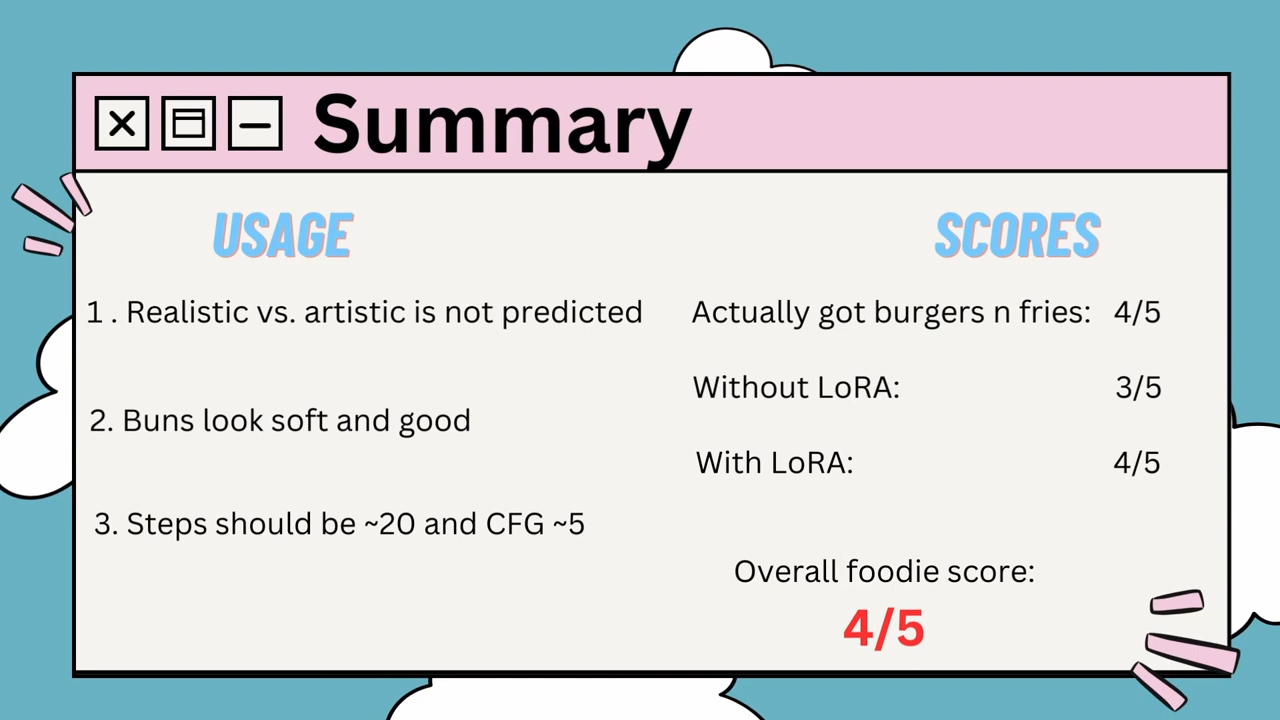 Summary
USAGE
1 . Realistic vs. artistic is not predicted
2. Buns look soft and good
3. Steps should be ~20 and CFG ~5
SCORES
Actually got burgers n fries: 4/5
Without LoRA: 3/5
With LoRA: 4/5
Overall foodie score:
4/5